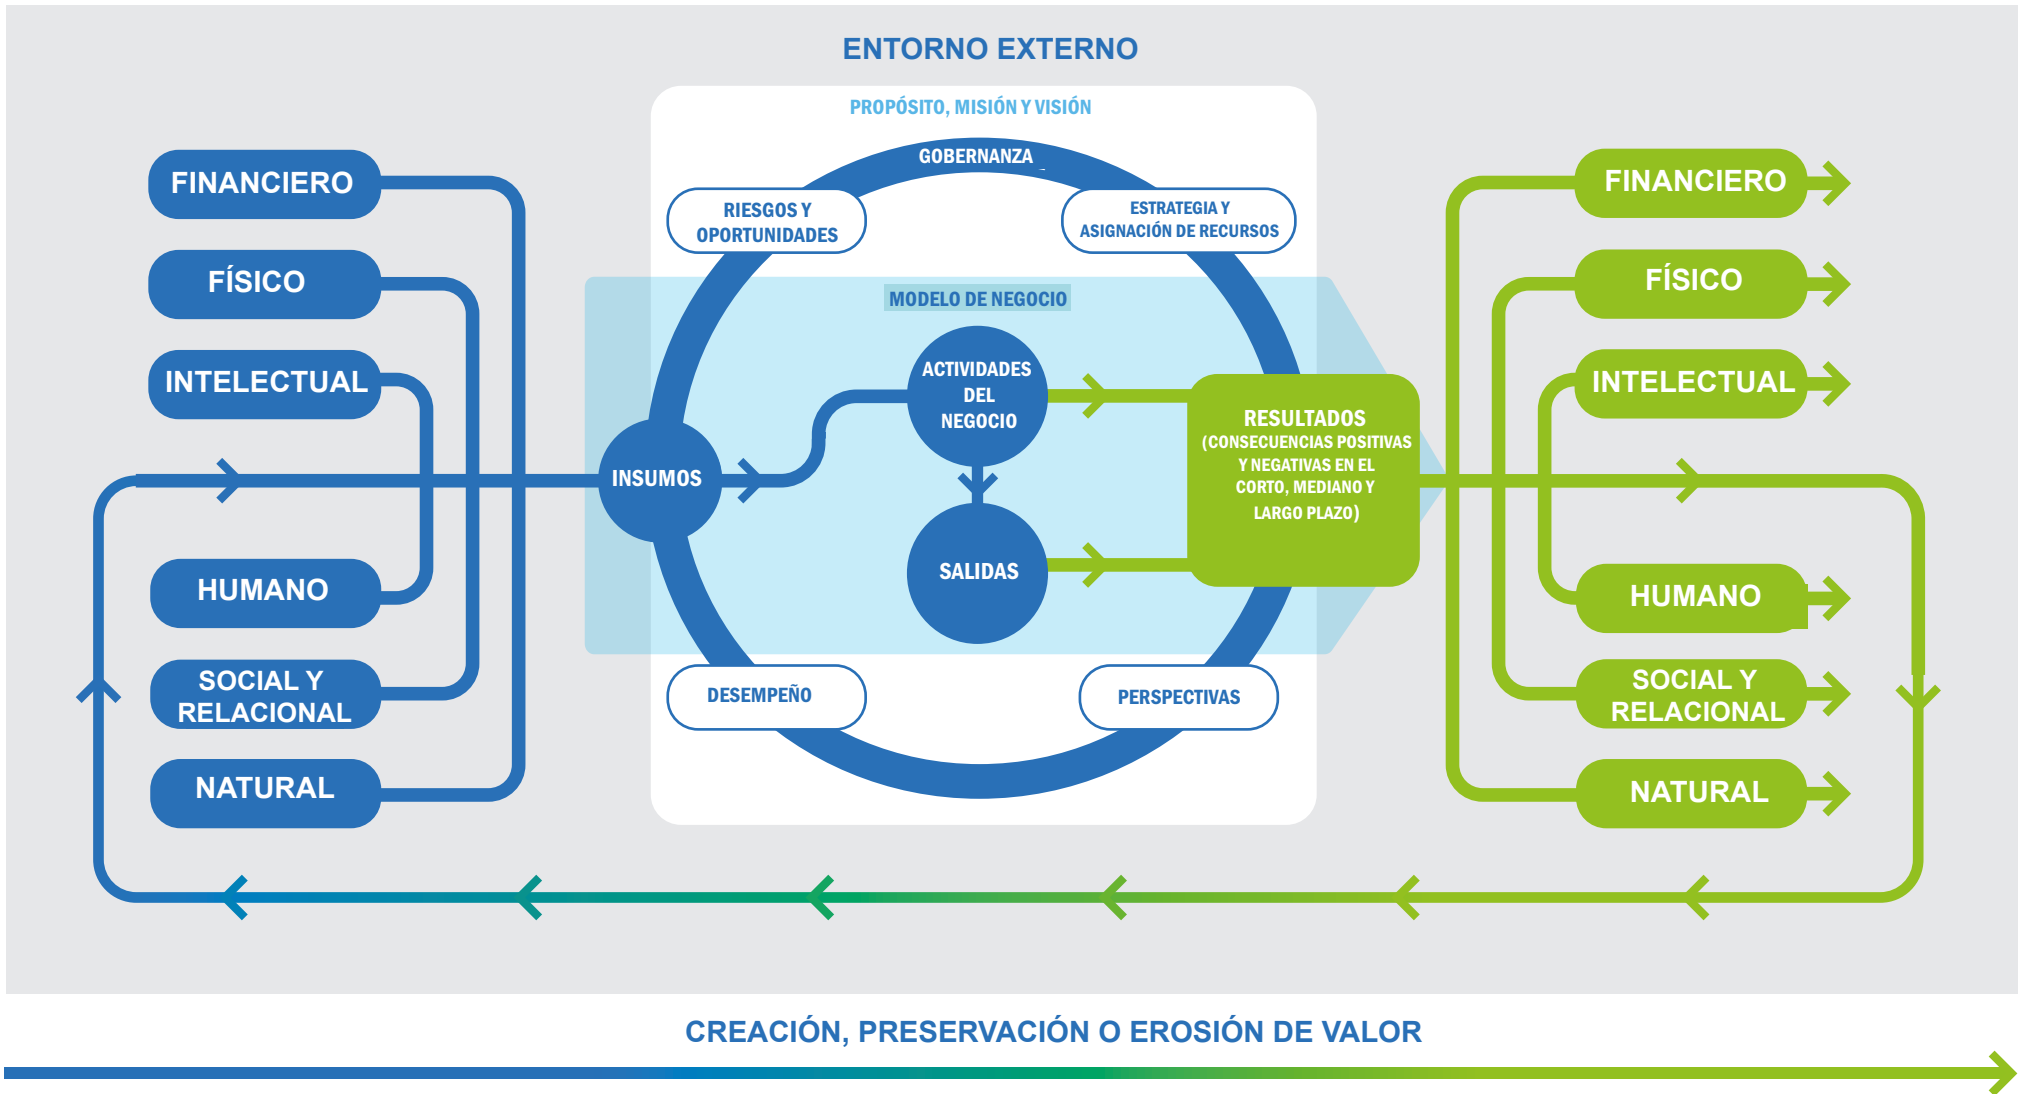 ENTORNO EXTERNO
PROPÓSITO, MISIÓN Y VISIÓN
GOBERNANZA
RIESGOS Y
OPORTUNIDADES
ESTRATEGIA Y
ASIGNACIÓN DE RECURSOS
MODELO DE NEGOCIO
FINANCIERO
FÍSICO
INTELECTUAL
HUMANO
SOCIAL Y
RELACIONAL
NATURAL
INSUMOS
ACTIVIDADES
DEL
NEGOCIO
SALIDAS
RESULTADOS
(CONSECUENCIAS POSITIVAS
Y NEGATIVAS EN EL
CORTO, MEDIANO Y
LARGO PLAZO)
DESEMPEÑO
PERSPECTIVAS
FINANCIERO
FÍSICO
INTELECTUAL
HUMANO
SOCIAL Y
RELACIONAL
NATURAL
CREACIÓN, PRESERVACIÓN O EROSIÓN DE VALOR